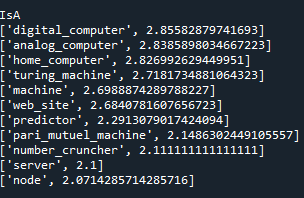 IsA
['digital_computer', 2.85582879741693]
['analog_computer', 2.8385898034667223]
['home_computer', 2.826992629449951]
['turing_machine', 2.7181734881064323]
['machine', 2.6988874289788227]
['web_site', 2.6840781607656723]
['predictor', 2.2913079017424094]
['pari_mutuel_machine', 2.1486302449105557]
['number_cruncher', 2.111111111111111]
['server', 2.1]
['node', 2.0714285714285716]